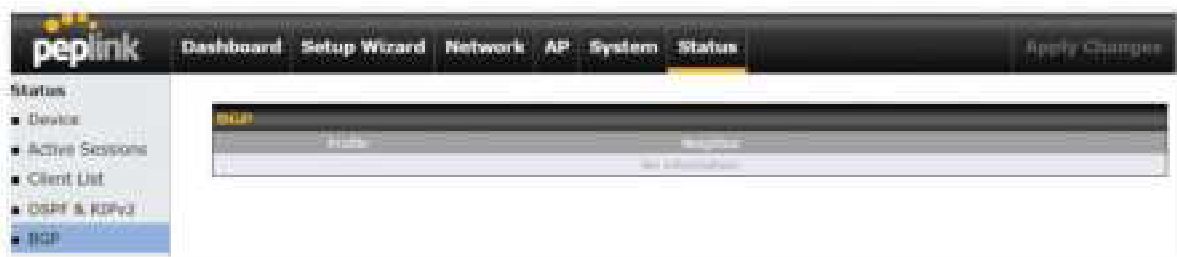 peplink
Dashboard Setup Wizard Network AP System Status Apply Changes
Status
Device
Active Sessions
Client List
OSPF & RIPv2
BGP
BGP
Profile Neighbor
No information